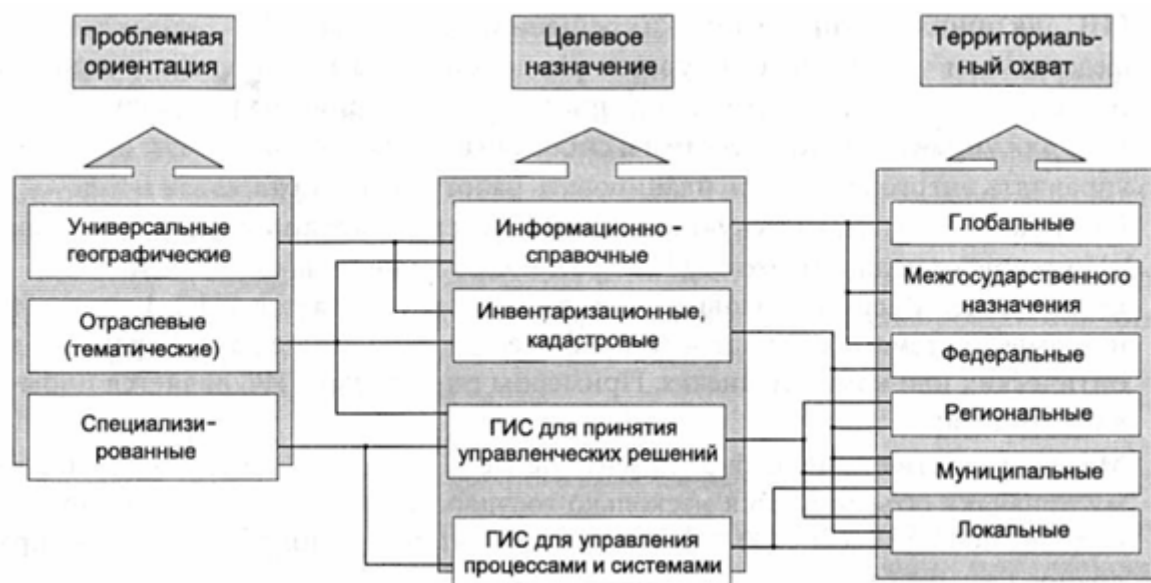 Проблемная
ориентация
Целевое
назначение
Территориаль-
ный охват
Универсальные
географические
Отраслевые
(тематические)
Специализи-
рованные
Информационно -
справочные
Инвентаризационные,
кадастровые
ГИС для принятия
управленческих решений
ГИС для управления
процессами и системами
Глобальные
Межгосударственного
назначения
Федеральные
Региональные
Муниципальные
Локальные